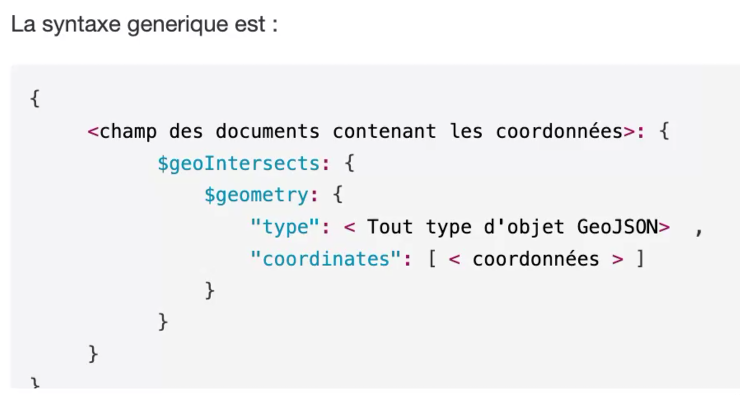 La syntaxe generique est :
{
<champ des documents contenant les coordonnées>: {
$geoIntersects: {
$geometry: {
"type": < Tout type d'objet GeoJSON> ,
"coordinates": [ < coordonnées > ]
}
}
}
}